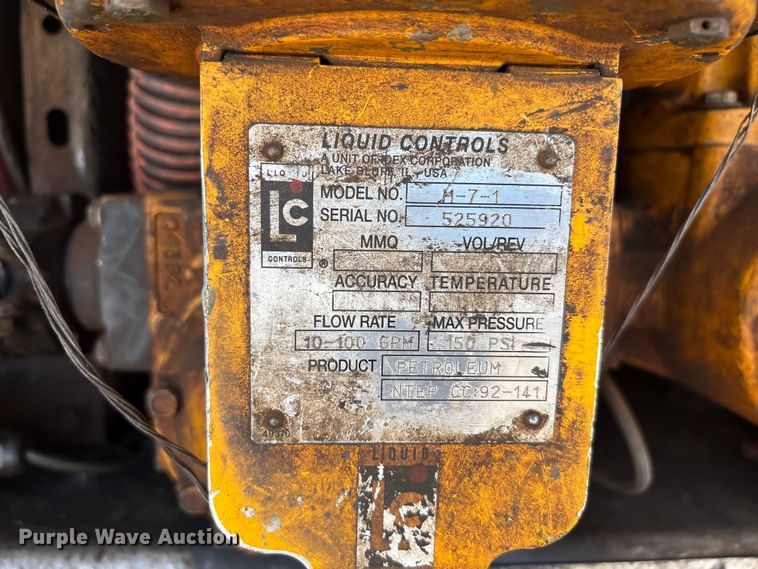 LIQUID CONTROLS
A UNIT OF IDEX CORPORATION
LAKE BLUFF, IL - USA
LIQUID
LC
CONTROLS
®
MODEL NO. M-7-1
SERIAL NO. 525920
MMQ VOL/REV
ACCURACY TEMPERATURE
FLOW RATE MAX PRESSURE
10-100 GPM 150 PSI
PRODUCT PETROLEUM
NTEP CC:92-141
LIQUID
LC
Purple Wave Auction